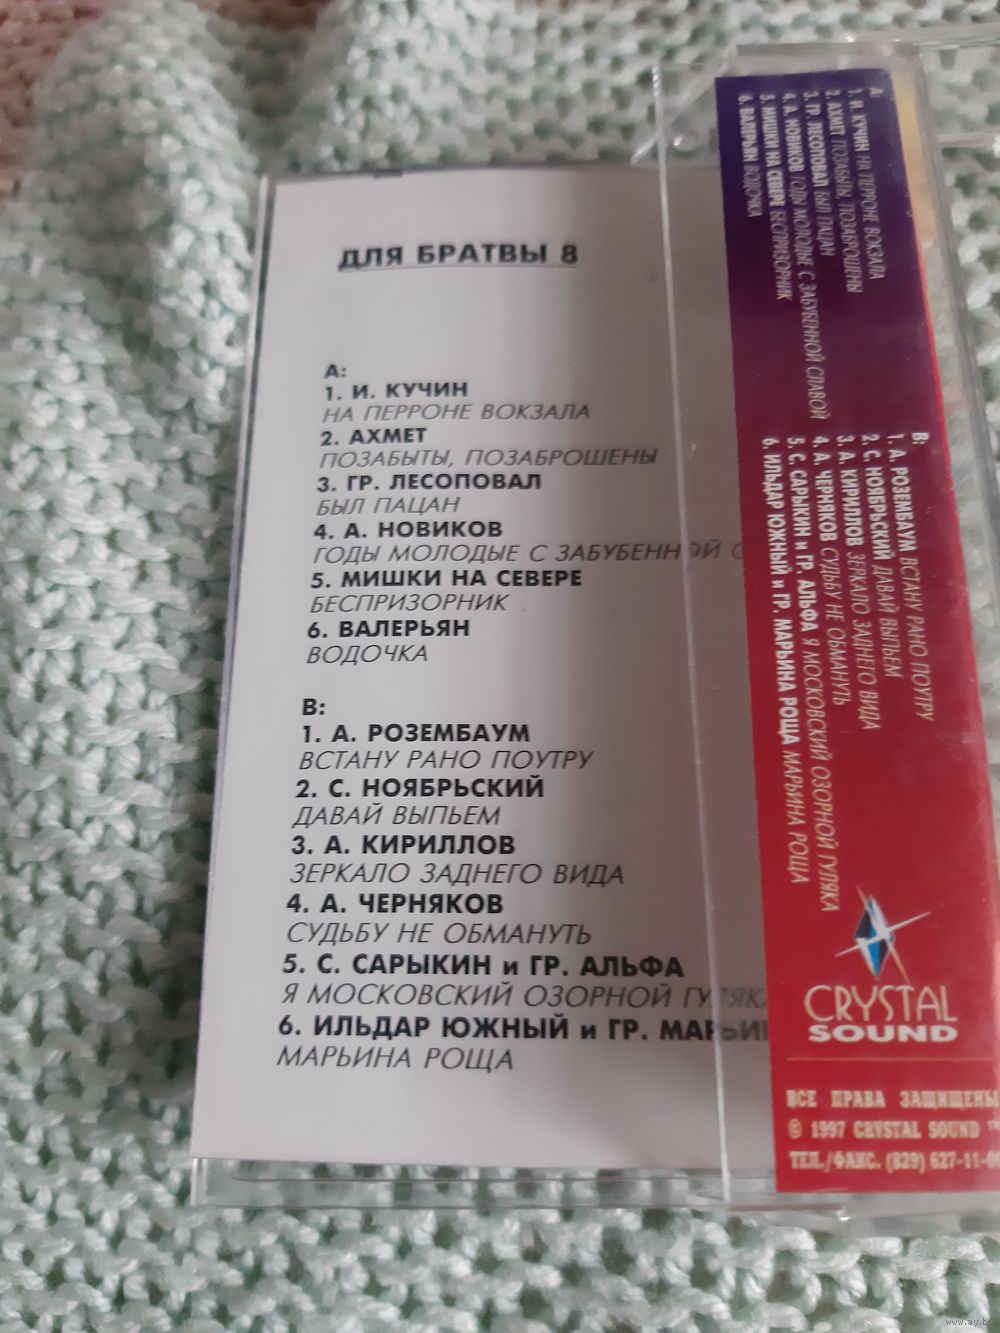 ДЛЯ БРАТВЫ 8
А:
1. И. КУЧИН
НА ПЕРРОНЕ ВОКЗАЛА
2. АХМЕТ
ПОЗАБЫТЫ, ПОЗАБРОШЕНЫ
3. ГР. ЛЕСОПОВАЛ
БЫЛ ПАЦАН
4. А. НОВИКОВ
ГОДЫ МОЛОДЫЕ С ЗАБУБЕННОЙ С
5. МИШКИ НА СЕВЕРЕ
БЕСПРИЗОРНИК
6. ВАЛЕРЬЯН
ВОДОЧКА
В:
1. А. РОЗЕМБАУМ
ВСТАНУ РАНО ПОУТРУ
2. С. НОЯБРЬСКИЙ
ДАВАЙ ВЫПЬЕМ
3. А. КИРИЛЛОВ
ЗЕРКАЛО ЗАДНЕГО ВИДА
4. А. ЧЕРНЯКОВ
СУДЬБУ НЕ ОБМАНУТЬ
5. С. САРЫКИН и ГР. АЛЬФА
Я МОСКОВСКИЙ ОЗОРНОЙ ГУЛЯКА
6. ИЛЬДАР ЮЖНЫЙ и ГР. МАРЬИН
МАРЬИНА РОЩА
А:
1. И. КУЧИН НА ПЕРРОНЕ ВОКЗАЛА
2. АХМЕТ ПОЗАБЫТЫ, ПОЗАБРОШЕНЫ
3. ГР. ЛЕСОПОВАЛ БЫЛ ПАЦАН
4. А. НОВИКОВ ГОДЫ МОЛОДЫЕ С ЗАБУБЕННОЙ СЛАВОЙ
5. МИШКИ НА СЕВЕРЕ БЕСПРИЗОРНИК
6. ВАЛЕРЬЯН ВОДОЧКА
В:
1. А. РОЗЕМБАУМ ВСТАНУ РАНО ПОУТРУ
2. С. НОЯБРЬСКИЙ ДАВАЙ ВЫПЬЕМ
3. А. КИРИЛЛОВ ЗЕРКАЛО ЗАДНЕГО ВИДА
4. А. ЧЕРНЯКОВ СУДЬБУ НЕ ОБМАНУТЬ
5. С. САРЫКИН и ГР. АЛЬФА Я МОСКОВСКИЙ ОЗОРНОЙ ГУЛЯКА
6. ИЛЬДАР ЮЖНЫЙ и ГР. МАРЬИНА РОЩА МАРЬИНА РОЩА
CRYSTAL
SOUND
ВСЕ ПРАВА ЗАЩИЩЕНЫ
© 1997 CRYSTAL SOUND ™
ТЕЛ./ФАКС. (829) 627-11-0
www.ay.by